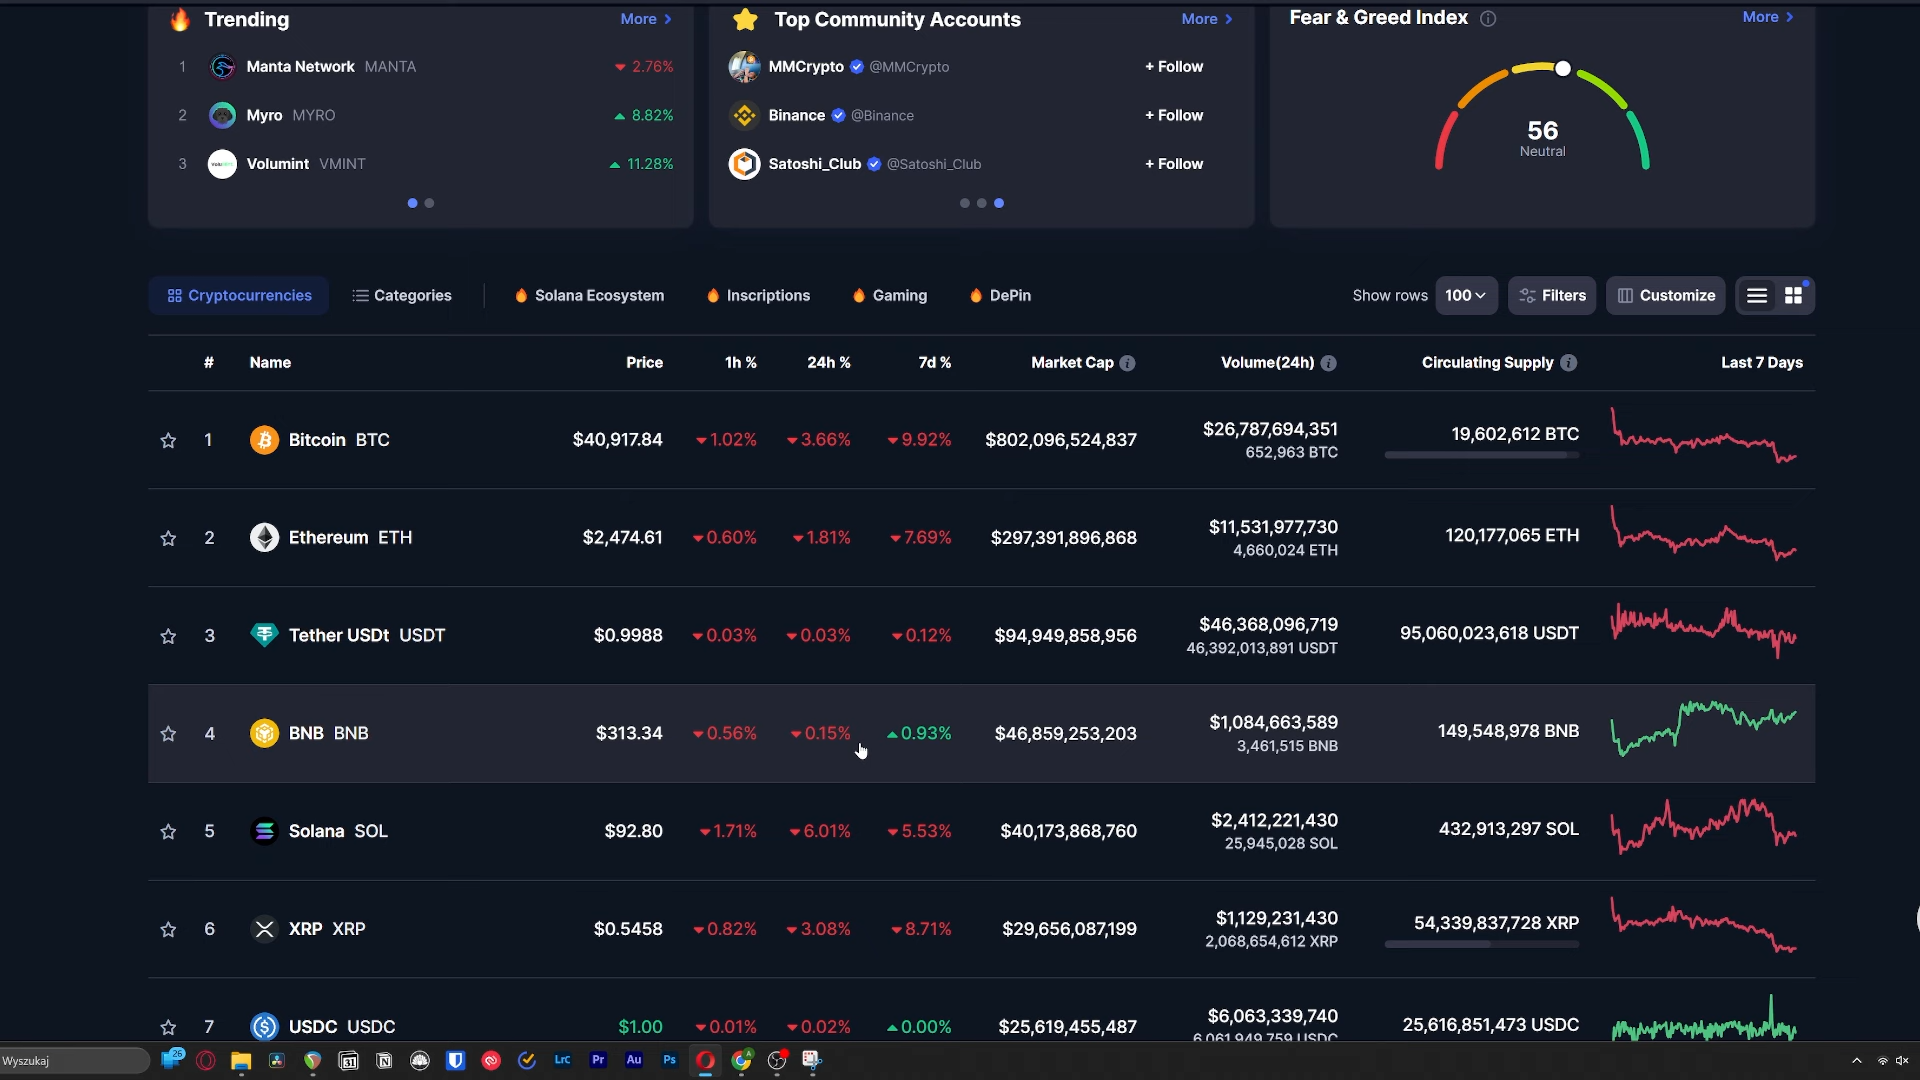 Trending
More >
1 Manta Network MANTA 2.76%
2 Myro MYRO 8.82%
3 Volumint VMINT 11.28%
Top Community Accounts
More >
MMCrypto @MMCrypto + Follow
Binance @Binance + Follow
Satoshi_Club @Satoshi_Club + Follow
Fear & Greed Index
More >
56
Neutral
Cryptocurrencies Categories Solana Ecosystem Inscriptions Gaming DePin Show rows 100 Filters Customize
# Name Price 1h % 24h % 7d % Market Cap Volume(24h) Circulating Supply Last 7 Days
1 Bitcoin BTC $40,917.84 1.02% 3.66% 9.92% $802,096,524,837 $26,787,694,351 19,602,612 BTC
652,963 BTC
2 Ethereum ETH $2,474.61 0.60% 1.81% 7.69% $297,391,896,868 $11,531,977,730 120,177,065 ETH
4,660,024 ETH
3 Tether USDt USDT $0.9988 0.03% 0.03% 0.12% $94,949,858,956 $46,368,096,719 95,060,023,618 USDT
46,392,013,891 USDT
4 BNB BNB $313.34 0.56% 0.15% 0.93% $46,859,253,203 $1,084,663,589 149,548,978 BNB
3,461,515 BNB
5 Solana SOL $92.80 1.71% 6.01% 5.53% $40,173,868,760 $2,412,221,430 432,913,297 SOL
25,945,028 SOL
6 XRP XRP $0.5458 0.82% 3.08% 8.71% $29,656,087,199 $1,129,231,430 54,339,837,728 XRP
2,068,654,612 XRP
7 USDC USDC $1.00 0.01% 0.02% 0.00% $25,619,455,487 $6,063,339,740 25,616,851,473 USDC
6,061,949,759 USDC
Wyszukaj 26 31 LrC Pr Au Ps A